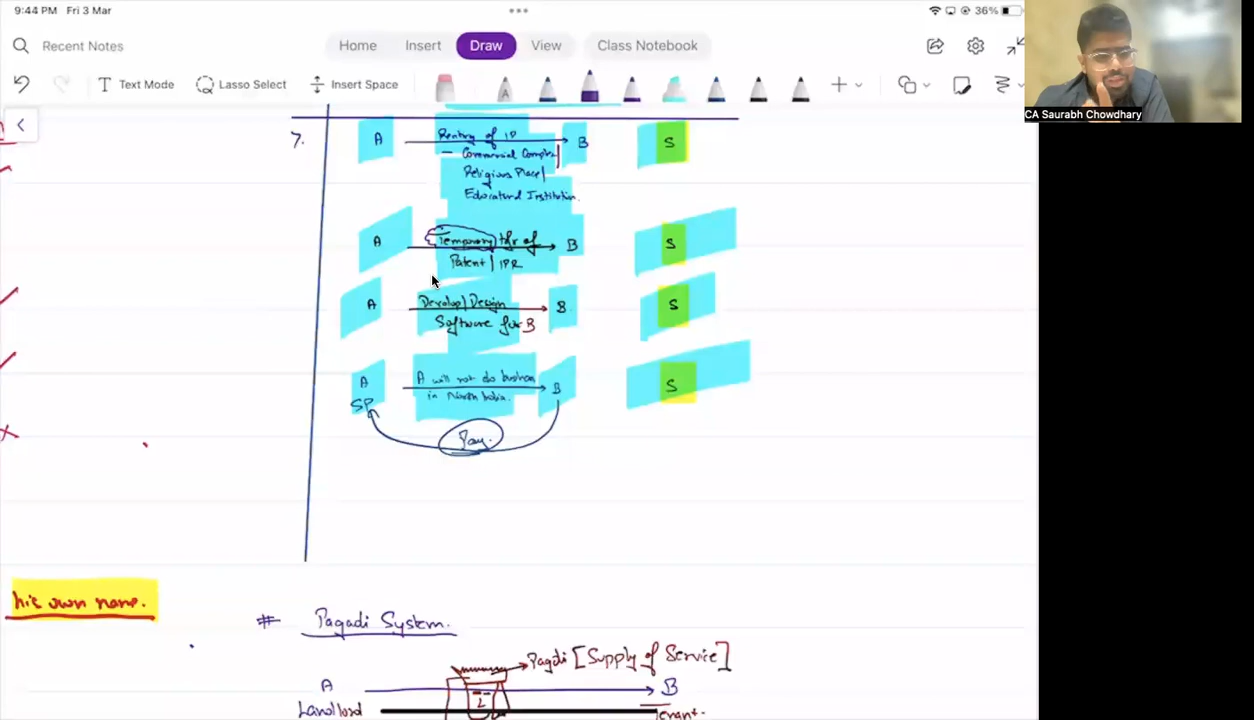 9:44 PM Fri 3 Mar
36%
Recent Notes
Home
Insert
Draw
View
Class Notebook
Text Mode
Lasso Select
Insert Space
CA Saurabh Chowdhary
7.
A
Renting of IP
B
S
- Commercial Complex/
Religious Place/
Educational Institution.
A
Temporary tfr of
B
S
Patent/IPR
A
Develop/Design
B
S
Software for B
A
A will not do business
B
S
in North India.
SP
Pay.
his own name.
# Pagadi System.
Pagdi [Supply of Service]
A
B
Landlord
Tenant.